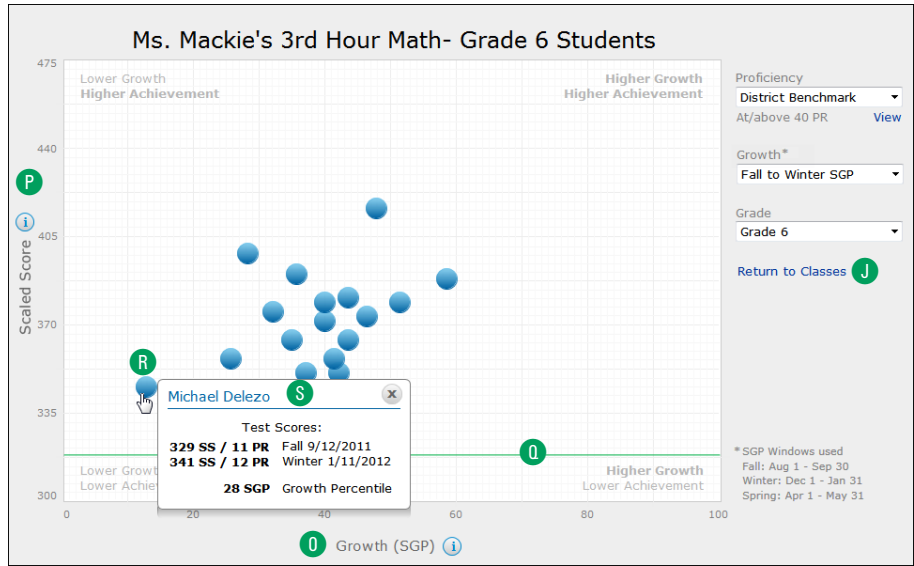 Ms. Mackie's 3rd Hour Math- Grade 6 Students
475
440
405
370
335
300
P
Scaled Score
Lower Growth
Higher Achievement
Higher Growth
Higher Achievement
R
Michael Delezo
S
x
Test Scores:
329 SS / 11 PR Fall 9/12/2011
341 SS / 12 PR Winter 1/11/2012
28 SGP Growth Percentile
Q
Lower Growt
Lower Achie
Higher Growth
Lower Achievement
0 20 40 60 80 100
O Growth (SGP) i
Proficiency
District Benchmark
At/above 40 PR View
Growth*
Fall to Winter SGP
Grade
Grade 6
Return to Classes J
* SGP Windows used
Fall: Aug 1 - Sep 30
Winter: Dec 1 - Jan 31
Spring: Apr 1 - May 31